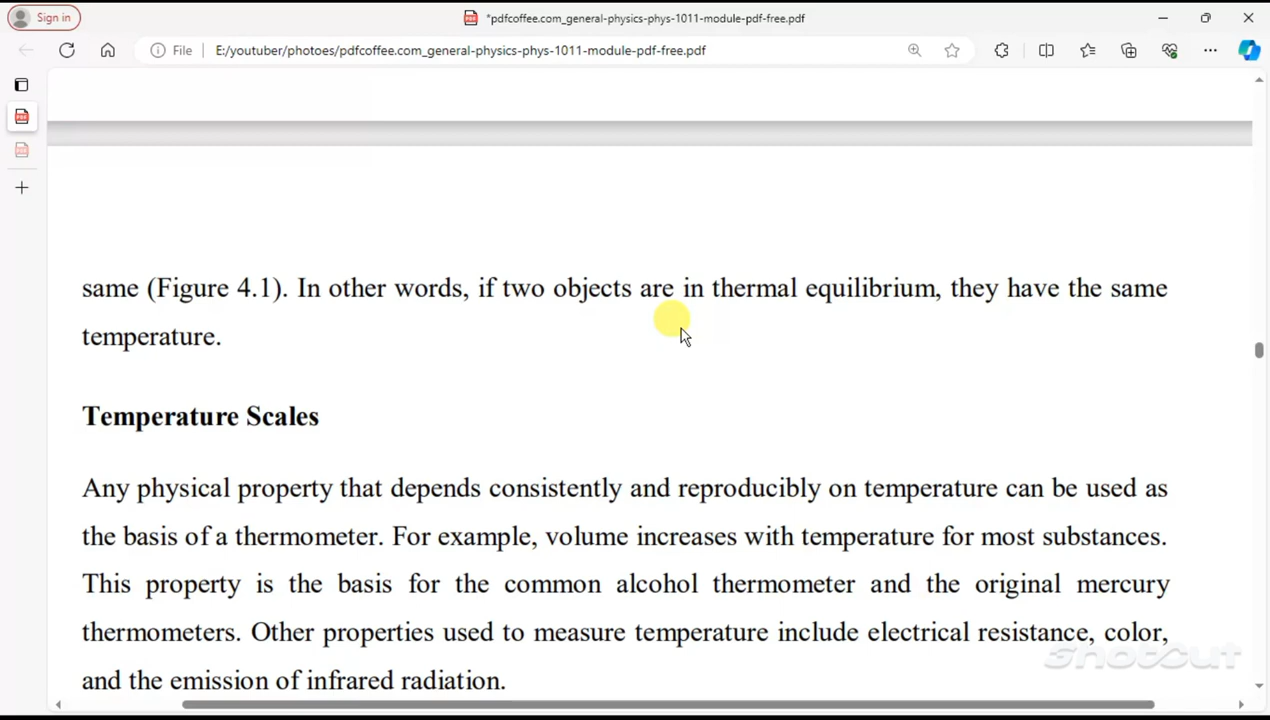 Sign in
*pdfcoffee.com_general-physics-phys-1011-module-pdf-free.pdf
File
E:/youtuber/photoes/pdfcoffee.com_general-physics-phys-1011-module-pdf-free.pdf
same (Figure 4.1). In other words, if two objects are in thermal equilibrium, they have the same
temperature.
Temperature Scales
Any physical property that depends consistently and reproducibly on temperature can be used as
the basis of a thermometer. For example, volume increases with temperature for most substances.
This property is the basis for the common alcohol thermometer and the original mercury
thermometers. Other properties used to measure temperature include electrical resistance, color,
and the emission of infrared radiation.
shotcut